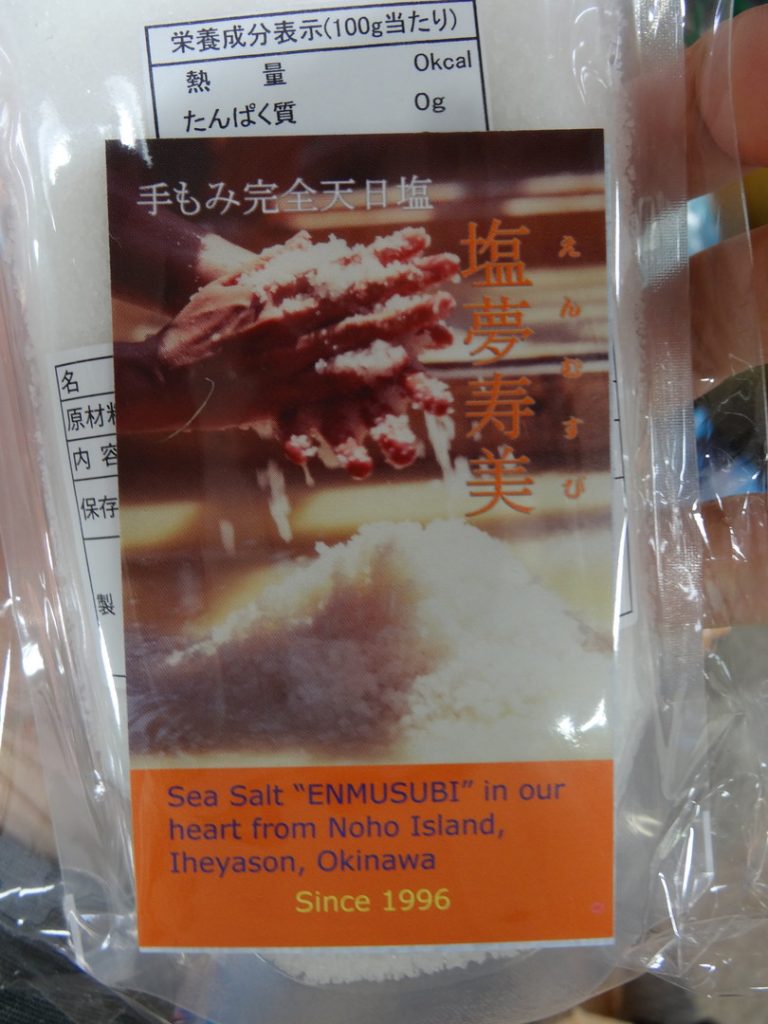 栄養成分表示(100g当たり)
熱 量 0kcal
たんぱく質 0g
手もみ完全天日塩
塩夢寿美
えんむすび
名
原材料
内 容
保存
製
Sea Salt “ENMUSUBI” in our
heart from Noho Island,
Iheyason, Okinawa
Since 1996